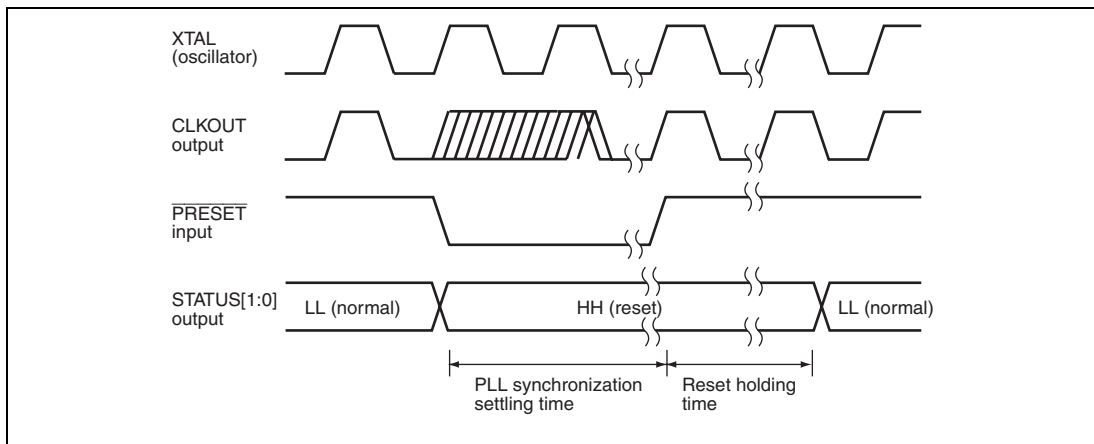 XTAL
(oscillator)
CLKOUT
output
PRESET
input
STATUS[1:0]
output
LL (normal)
HH (reset)
LL (normal)
PLL synchronization
settling time
Reset holding
time